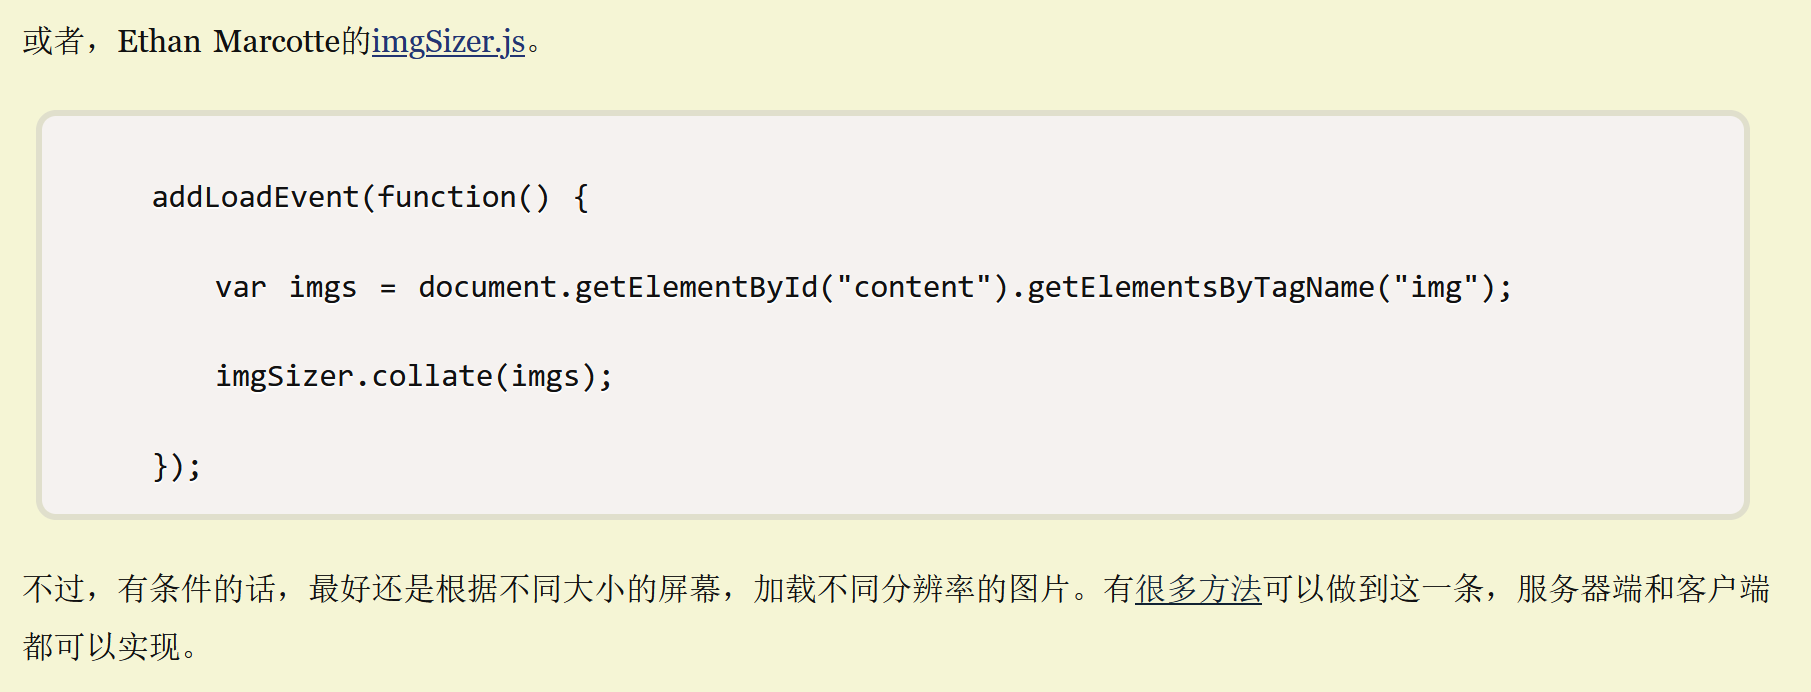 或者，Ethan Marcotte的imgSizer.js。
addLoadEvent(function() {
var imgs = document.getElementById("content").getElementsByTagName("img");
imgSizer.collate(imgs);
});
不过，有条件的话，最好还是根据不同大小的屏幕，加载不同分辨率的图片。有很多方法可以做到这一条，服务器端和客户端
都可以实现。